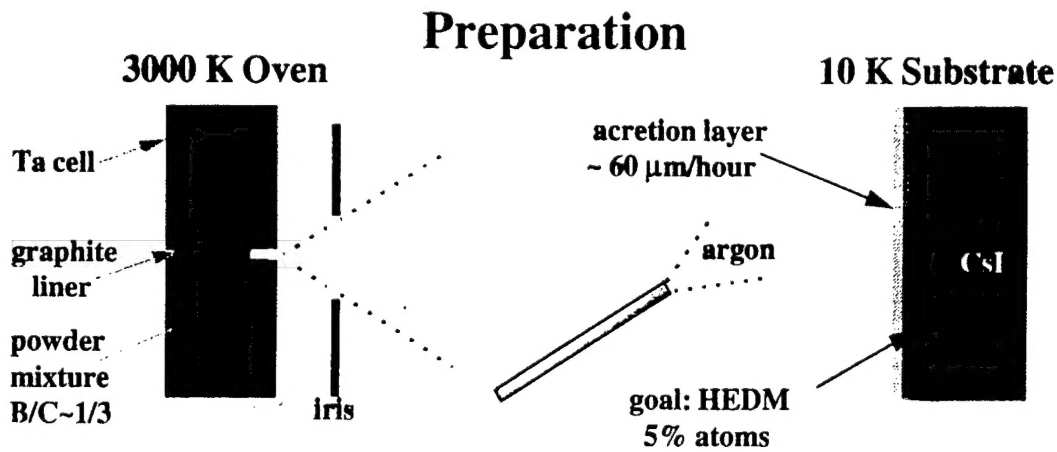 Preparation
3000 K Oven
10 K Substrate
Ta cell
graphite
liner
powder
mixture
B/C~1/3
iris
acretion layer
~ 60 μm/hour
argon
CsI
goal: HEDM
5% atoms